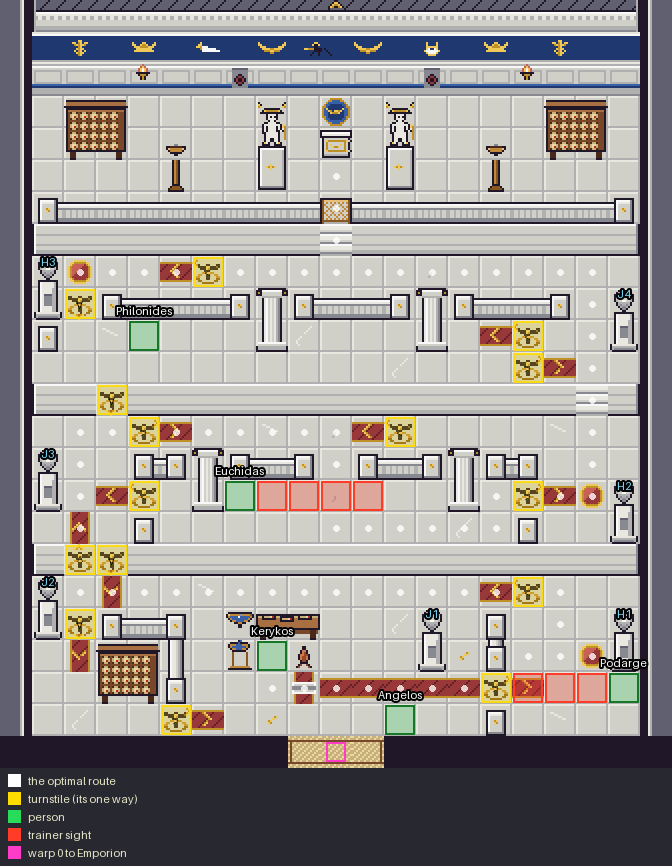 H3
J4
Philonides
J3
Euchidas
H2
J2
J1
H1
Kerykos
Podarge
Angelos
the optimal route
turnstile (its one way)
person
trainer sight
warp 0 to Emporion